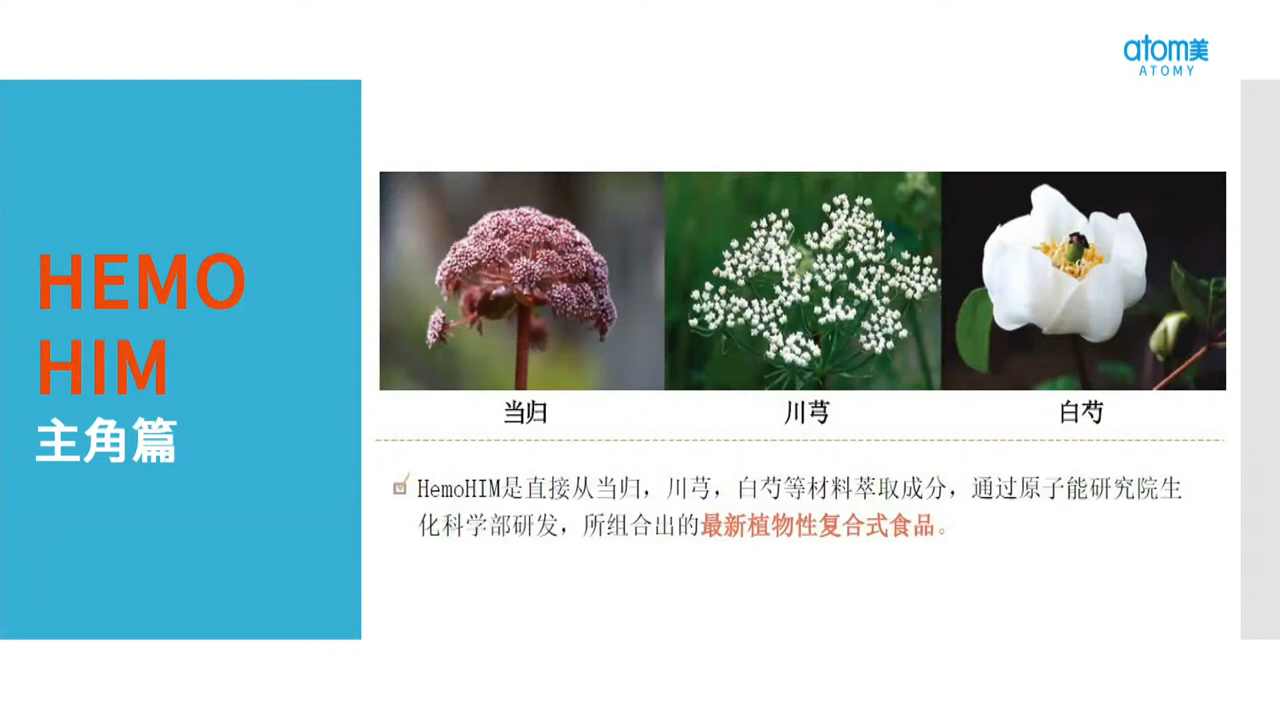 atom美
ATOMY
HEMO
HIM
主角篇
当归
川芎
白芍
HemoHIM是直接从当归，川芎，白芍等材料萃取成分，通过原子能研究院生
化科学部研发，所组合出的最新植物性复合式食品。